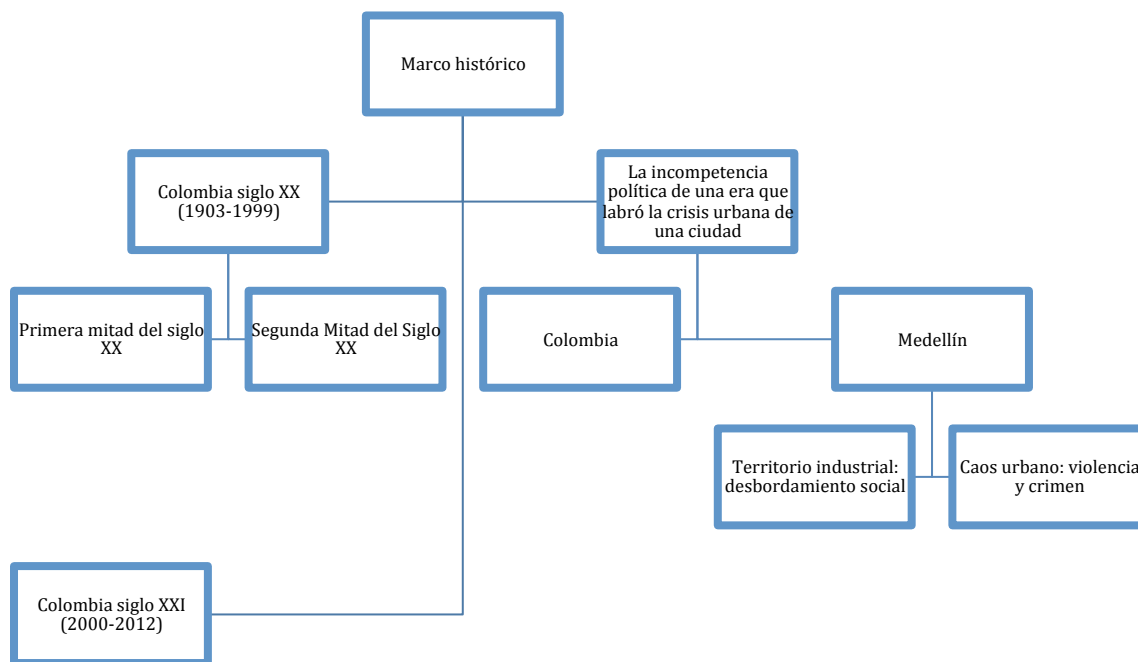 Marco histórico
Colombia siglo XX
(1903-1999)
La incompetencia
política de una era que
labró la crisis urbana de
una ciudad
Primera mitad del siglo
XX
Segunda Mitad del Siglo
XX
Colombia
Medellín
Territorio industrial:
desbordamiento social
Caos urbano: violencia
y crimen
Colombia siglo XXI
(2000-2012)